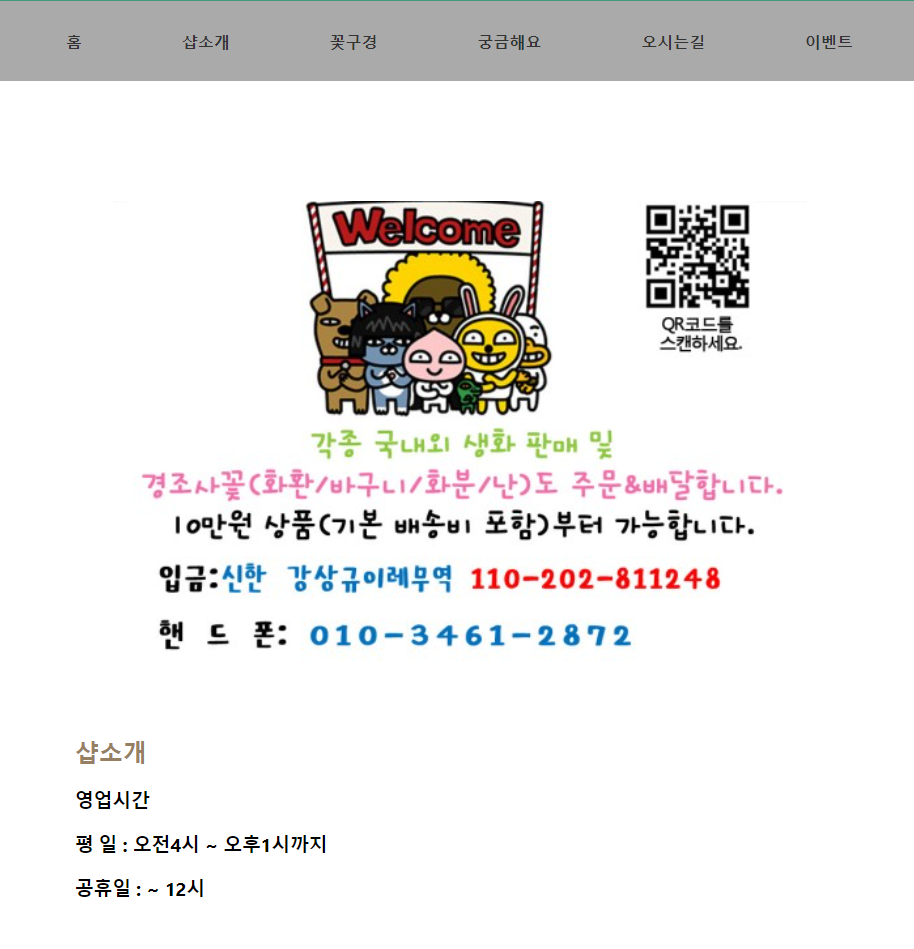 홈 샵소개 꽃구경 궁금해요 오시는길 이벤트
Welcome
QR코드를
스캔하세요.
각종 국내외 생화 판매 및
경조사꽃(화환/바구니/화분/난)도 주문&배달합니다.
10만원 상품(기본 배송비 포함)부터 가능합니다.
입금:신한 강상규이레무역 110-202-811248
핸 드 폰: 010-3461-2872
샵소개
영업시간
평 일 : 오전4시 ~ 오후1시까지
공휴일 : ~ 12시